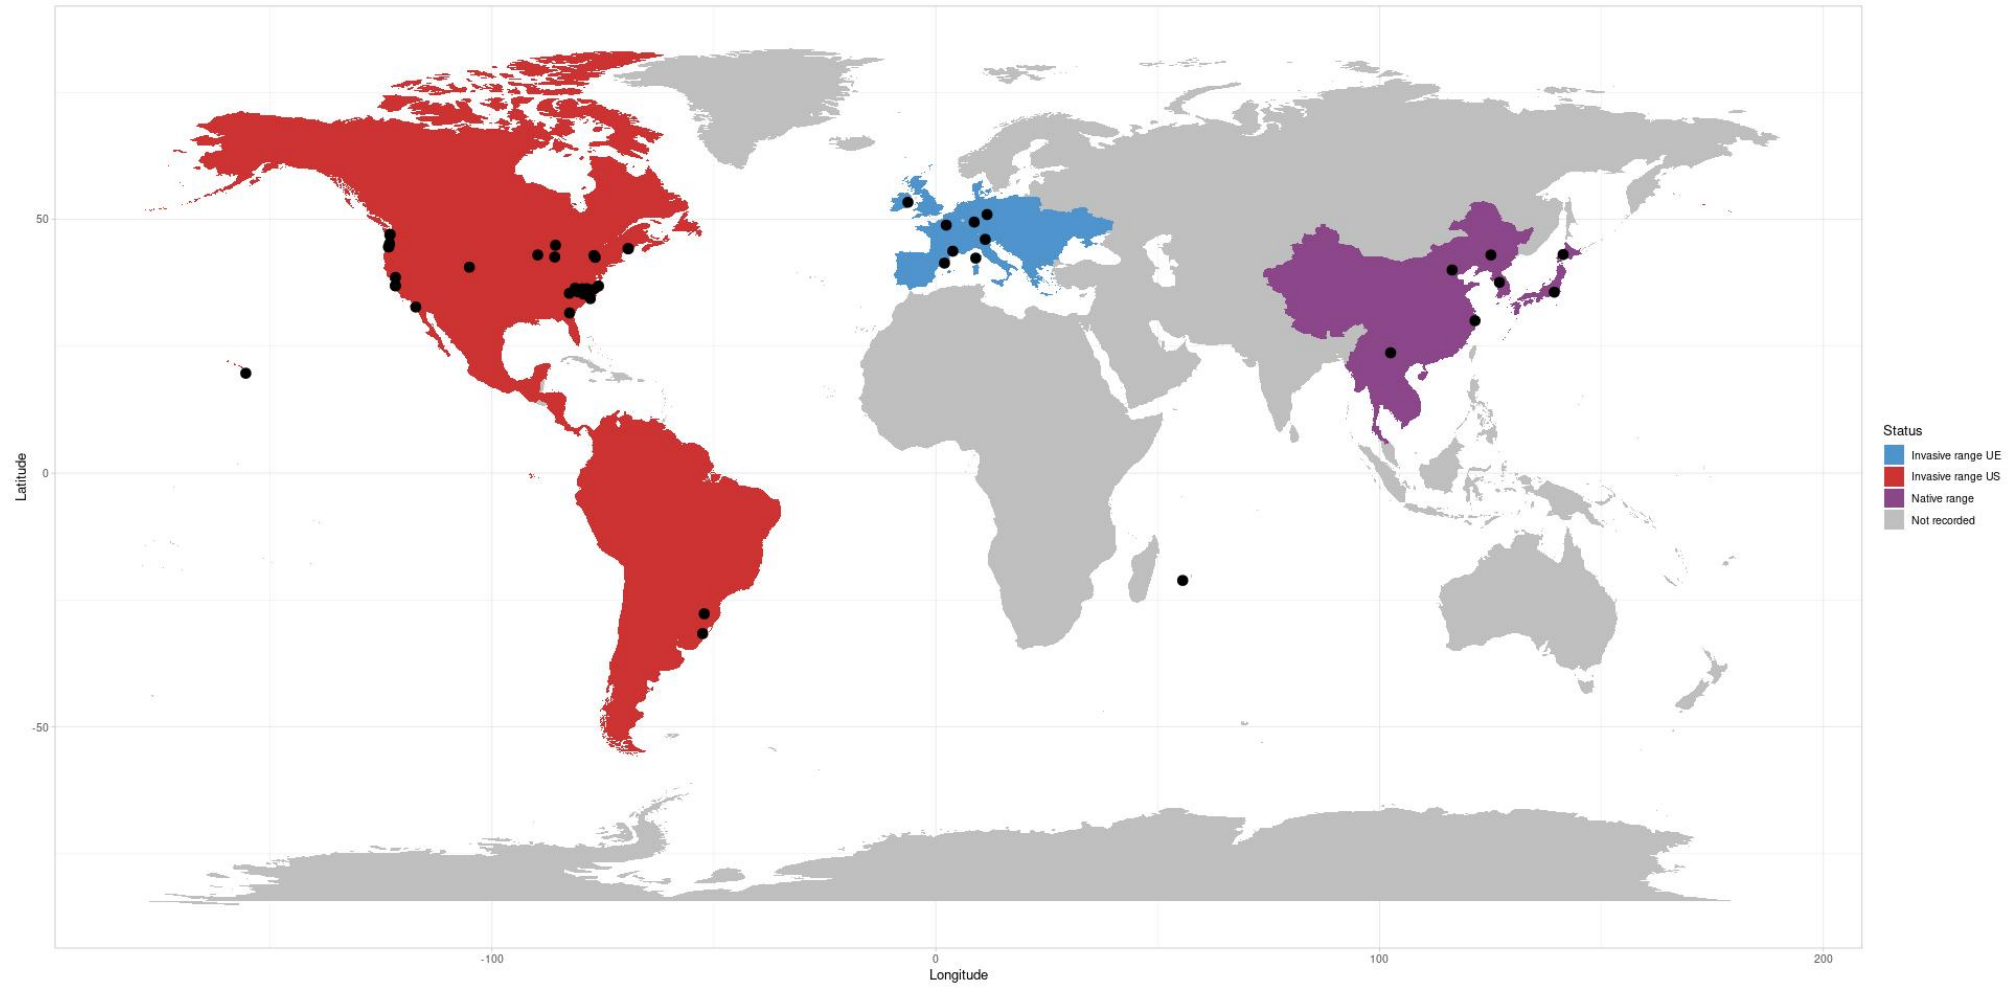 50
0
-50
Latitude
-100
0
100
200
Longitude
Status
Invasive range UE
Invasive range US
Native range
Not recorded